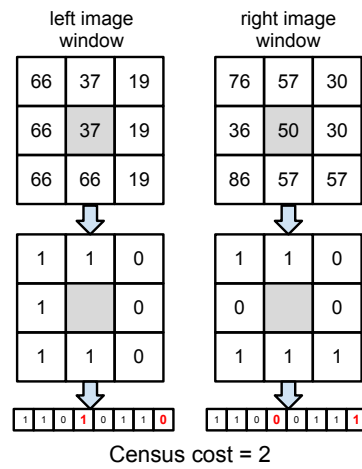 left image window
right image window
66 37 19
66 37 19
66 66 19
76 57 30
36 50 30
86 57 57
1 1 0
1 0
1 1 0
1 1 0
0 0
1 1 1
1 1 0 1 0 1 1 0
1 1 0 0 0 1 1 1
Census cost = 2